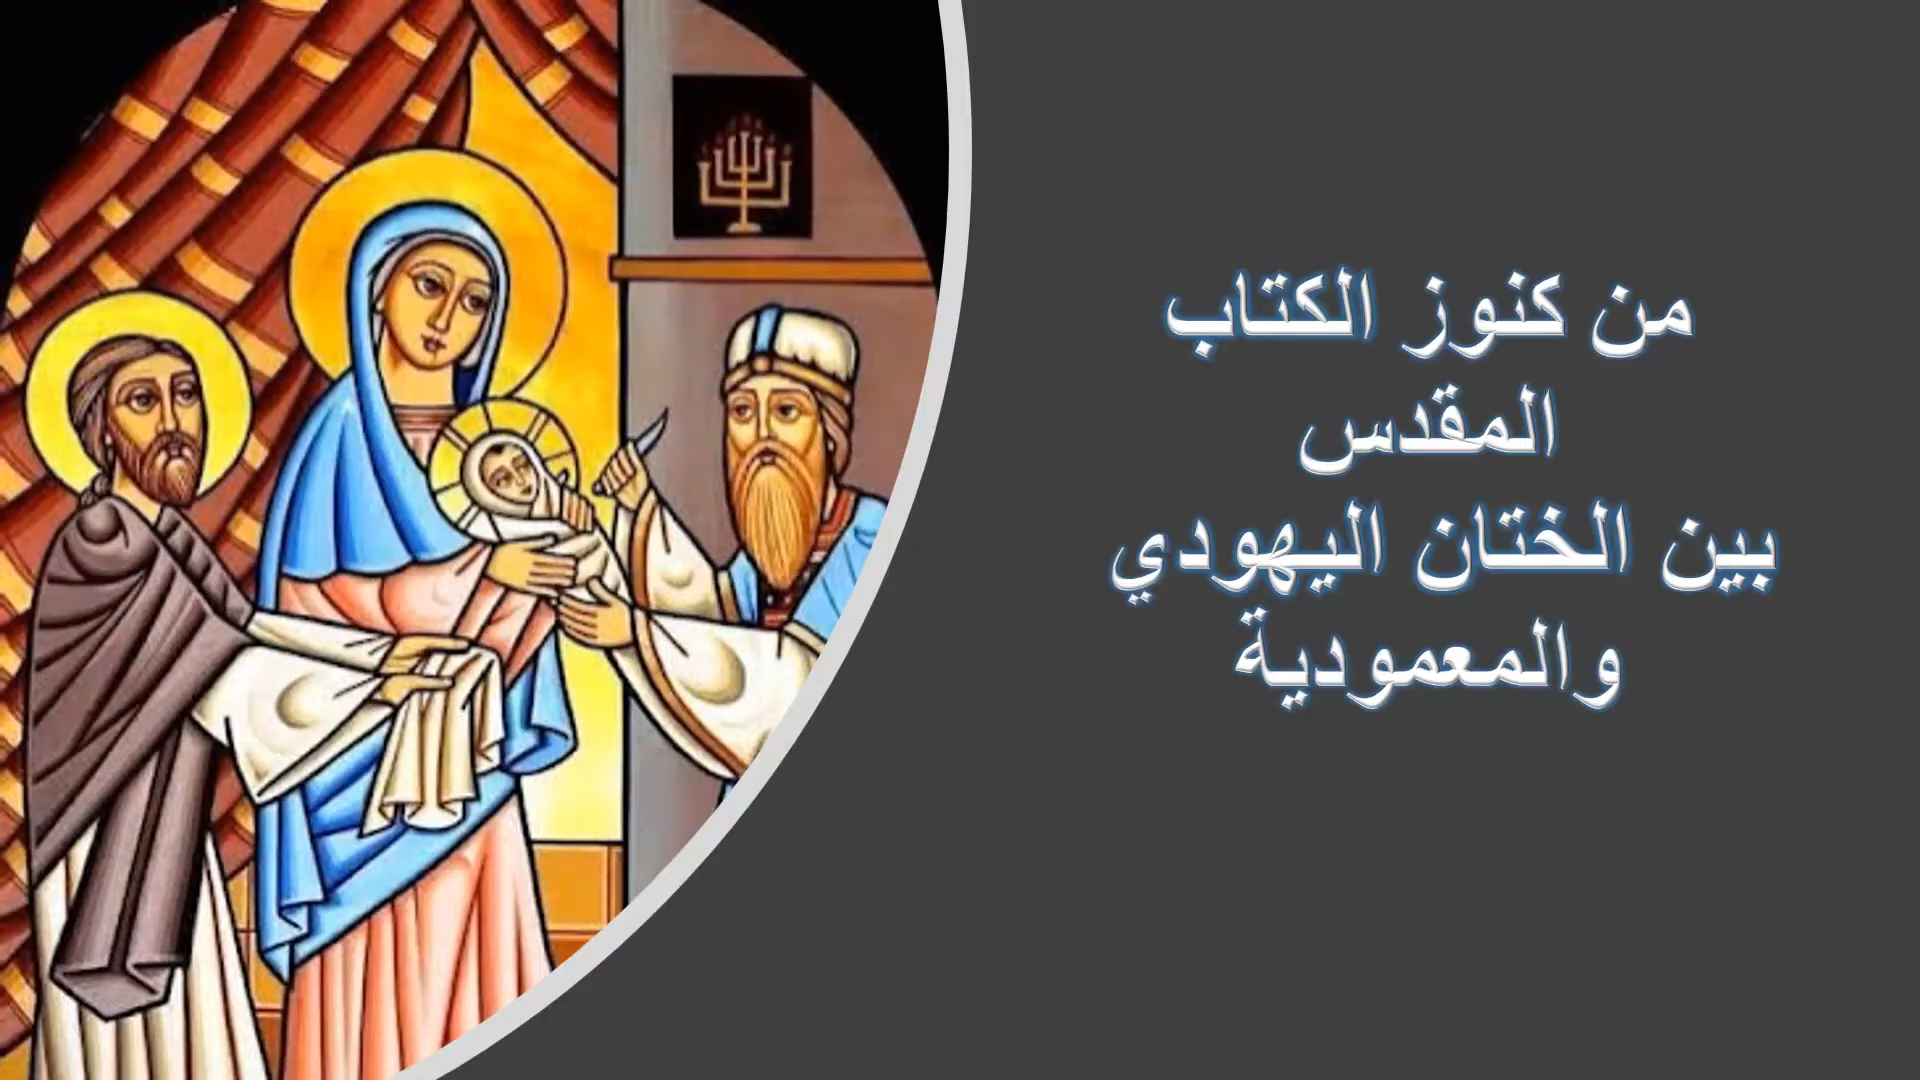 من كنوز الكتاب
المقدس
بين الختان اليهودي
والمعمودية